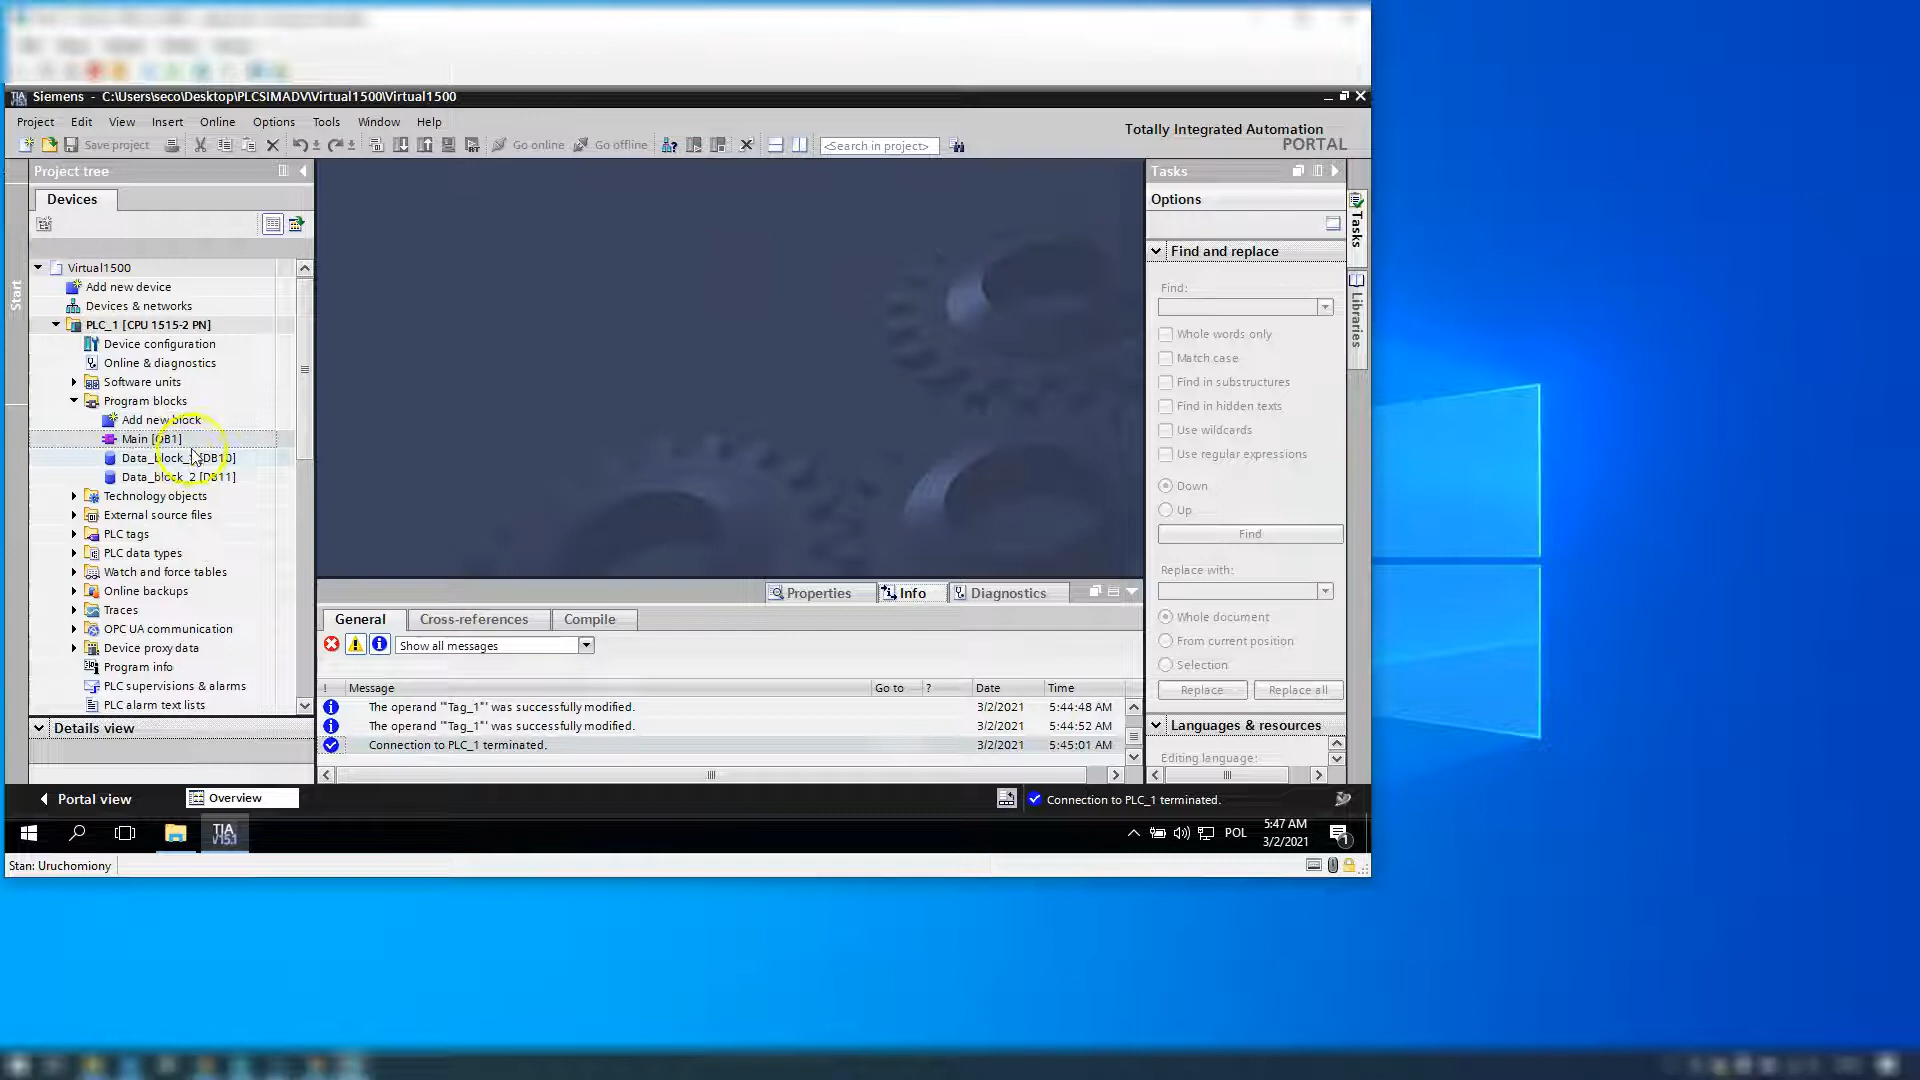 Siemens - C:\Users\seco\Desktop\PLCSIMADV\Virtual1500\Virtual1500
Project Edit View Insert Online Options Tools Window Help
Totally Integrated Automation
PORTAL
Save project
Go online
Go offline
<Search in project>
Project tree
Devices
Start
Virtual1500
Add new device
Devices & networks
PLC_1 [CPU 1515-2 PN]
Device configuration
Online & diagnostics
Software units
Program blocks
Add new block
Main [OB1]
Data_block_1 [DB10]
Data_block_2 [DB11]
Technology objects
External source files
PLC tags
PLC data types
Watch and force tables
Online backups
Traces
OPC UA communication
Device proxy data
Program info
PLC supervisions & alarms
PLC alarm text lists
Details view
Properties
Info
Diagnostics
General
Cross-references
Compile
Show all messages
! Message Go to ? Date Time
The operand '"Tag_1"' was successfully modified. 3/2/2021 5:44:48 AM
The operand '"Tag_1"' was successfully modified. 3/2/2021 5:44:52 AM
Connection to PLC_1 terminated. 3/2/2021 5:45:01 AM
Tasks
Options
Find and replace
Find:
Whole words only
Match case
Find in substructures
Find in hidden texts
Use wildcards
Use regular expressions
Down
Up
Find
Replace with:
Whole document
From current position
Selection
Replace
Replace all
Languages & resources
Editing language:
Tasks
Libraries
Portal view
Overview
Connection to PLC_1 terminated.
TIA
V15.1
POL
5:47 AM
3/2/2021
1
Stan: Uruchomiony